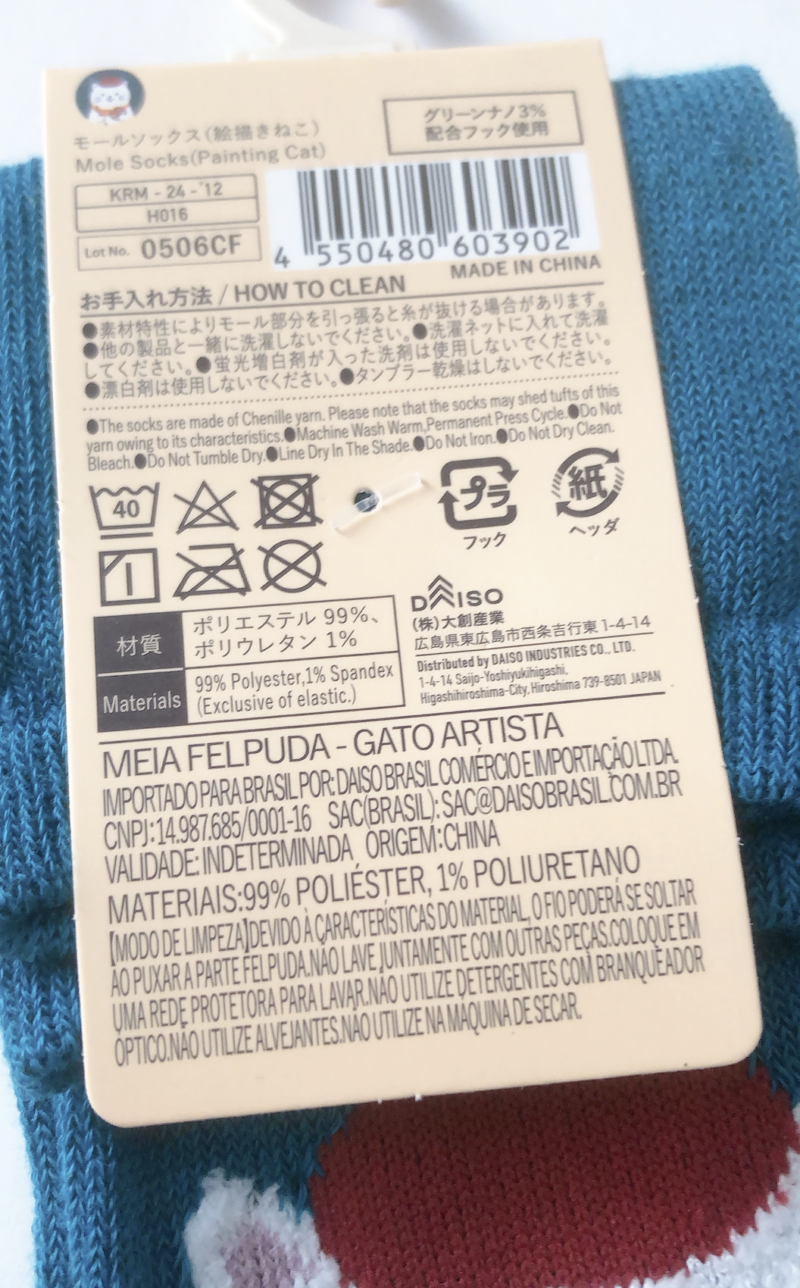 モールソックス(絵描きねこ)
Mole Socks(Painting Cat)
グリーンナノ3%
配合フック使用
KRM - 24 - '12
H016
Lot No. 0506CF
4 550480 603902
MADE IN CHINA
お手入れ方法 / HOW TO CLEAN
●素材特性によりモール部分を引っ張ると糸が抜ける場合があります。
●他の製品と一緒に洗濯しないでください。●洗濯ネットに入れて洗濯
してください。●蛍光増白剤が入った洗剤は使用しないでください。
●漂白剤は使用しないでください。●タンブラー乾燥はしないでください。
●The socks are made of Chenille yarn. Please note that the socks may shed tufts of this
yarn owing to its characteristics.●Machine Wash Warm,Permanent Press Cycle.●Do Not
Bleach.●Do Not Tumble Dry.●Line Dry In The Shade.●Do Not Iron.●Do Not Dry Clean.
40
プラ
フック
紙
ヘッダ
材質
ポリエステル 99%、
ポリウレタン 1%
Materials
99% Polyester,1% Spandex
(Exclusive of elastic.)
DAISO
(株)大創産業
広島県東広島市西条吉行東1-4-14
Distributed by DAISO INDUSTRIES CO., LTD.
1-4-14 Saijo-Yoshiyukihigashi,
Higashihiroshima-City, Hiroshima 739-8501 JAPAN
MEIA FELPUDA - GATO ARTISTA
IMPORTADO PARA BRASIL POR: DAISO BRASIL COMÉRCIO E IMPORTAÇÃO LTDA.
CNPJ:14.987.685/0001-16 SAC(BRASIL): SAC@DAISOBRASIL.COM.BR
VALIDADE: INDETERMINADA, ORIGEM:CHINA
MATERIAIS:99% POLIÉSTER, 1% POLIURETANO
【MODO DE LIMPEZA】DEVIDO À CARACTERÍSTICAS DO MATERIAL, O FIO PODERÁ SE SOLTAR
AO PUXAR A PARTE FELPUDA.NÃO LAVE JUNTAMENTE COM OUTRAS PEÇAS.COLOQUE EM
UMA REDE PROTETORA PARA LAVAR.NÃO UTILIZE DETERGENTES COM BRANQUEADOR
ÓPTICO.NÃO UTILIZE ALVEJANTES.NÃO UTILIZE NA MÁQUINA DE SECAR.